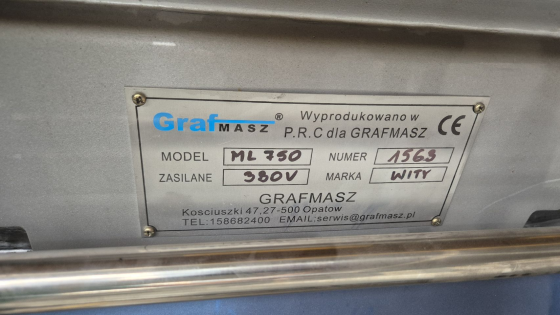 GrafMASZ ® Wyprodukowano w
P.R.C dla GRAFMASZ CE
MODEL ML 750 NUMER 1563
ZASILANE 380V MARKA WITY
GRAFMASZ
Kosciuszki 47,27-500 Opatów
TEL:158682400 EMAIL:serwis@grafmasz.pl